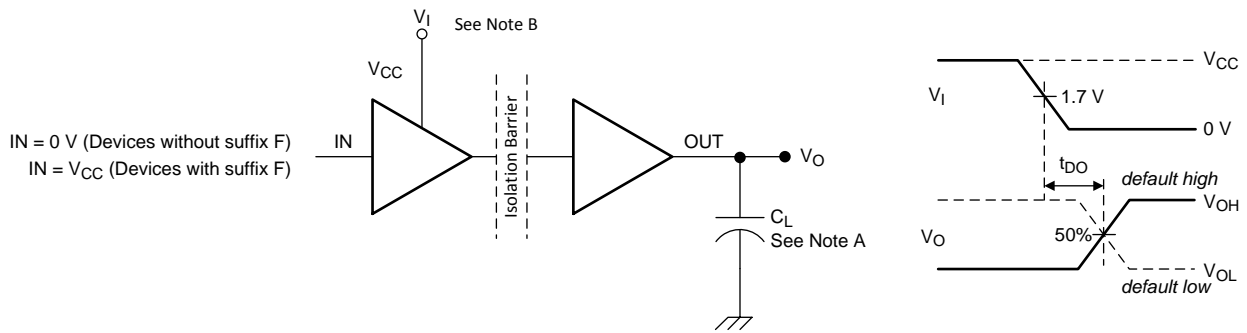 V_I See Note B
V_CC
IN = 0 V (Devices without suffix F)
IN = V_CC (Devices with suffix F)
IN
Isolation Barrier
OUT
V_O
C_L
See Note A
V_I
V_CC
1.7 V
0 V
t_DO
default high
V_OH
V_O
50%
V_OL
default low